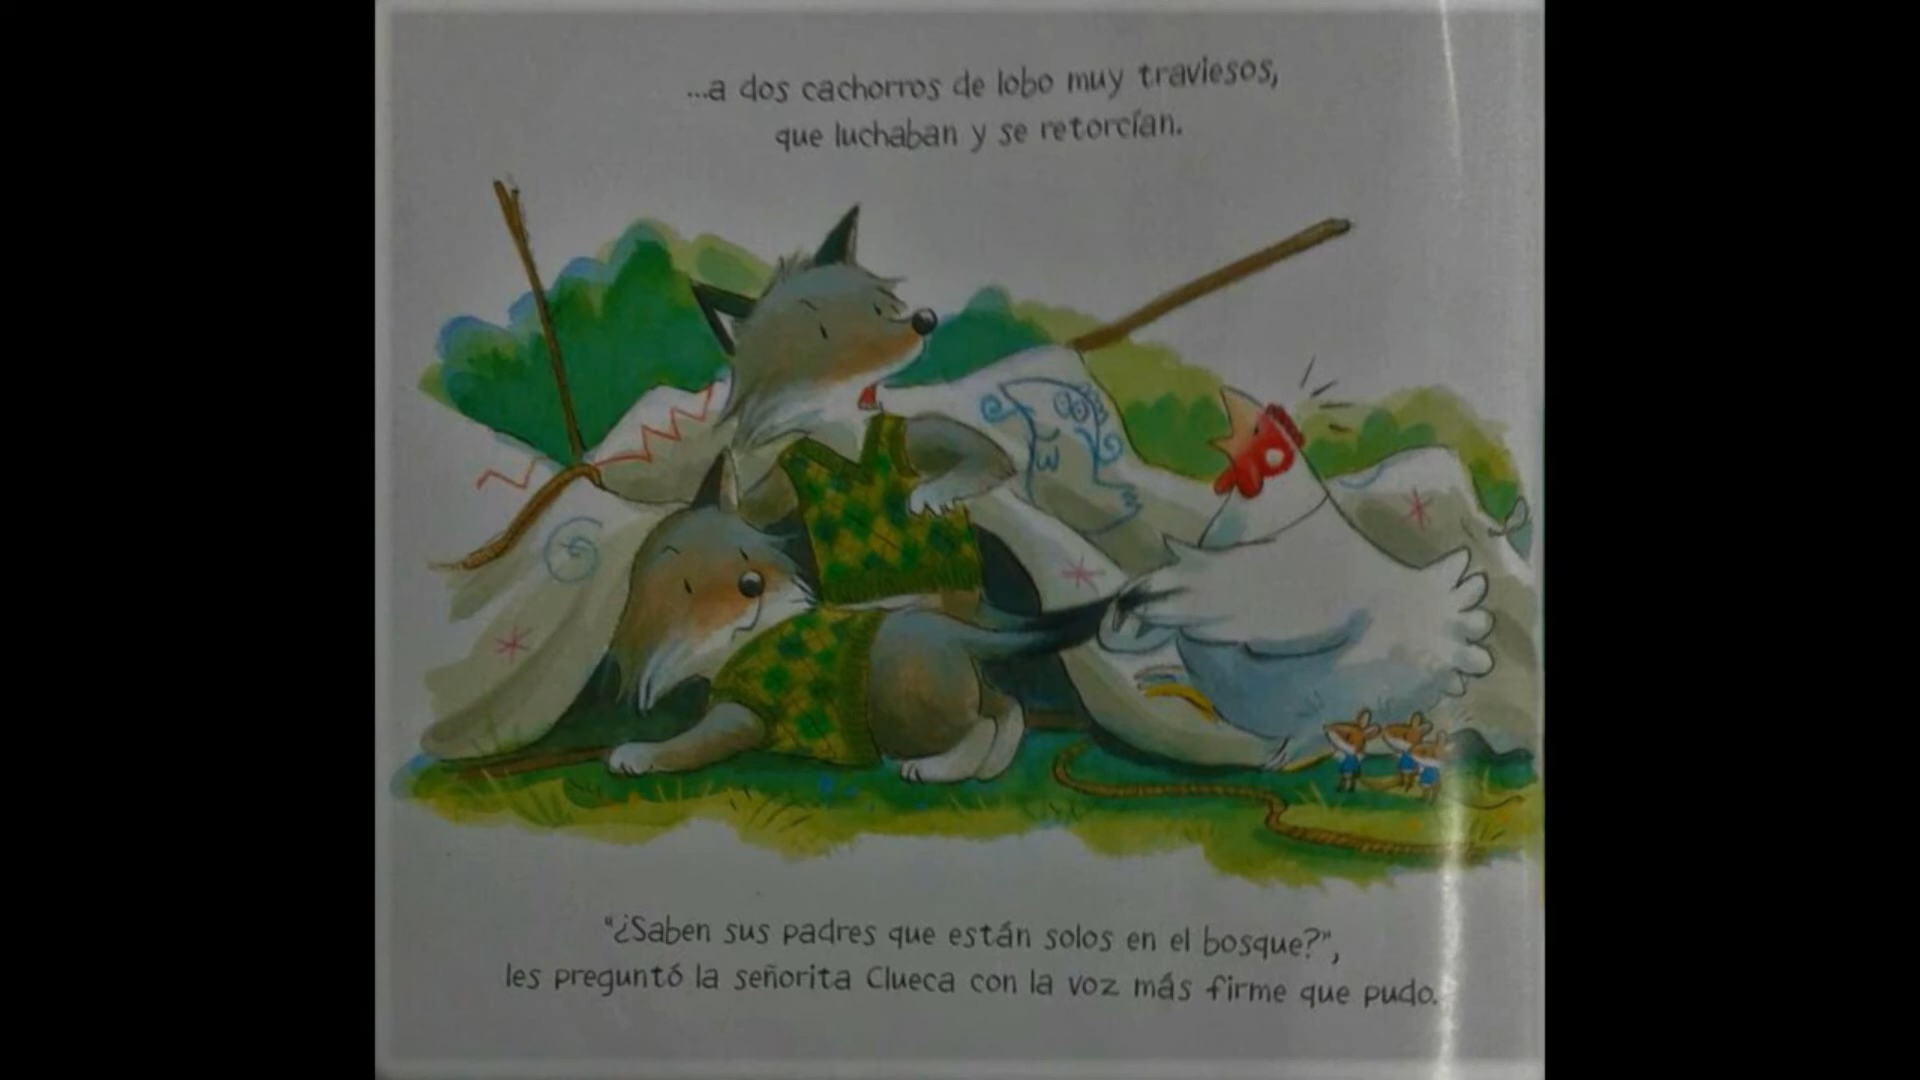 ...a dos cachorros de lobo muy traviesos,
que luchaban y se retorcían.
"¿Saben sus padres que están solos en el bosque?",
les preguntó la señorita Clueca con la voz más firme que pudo.